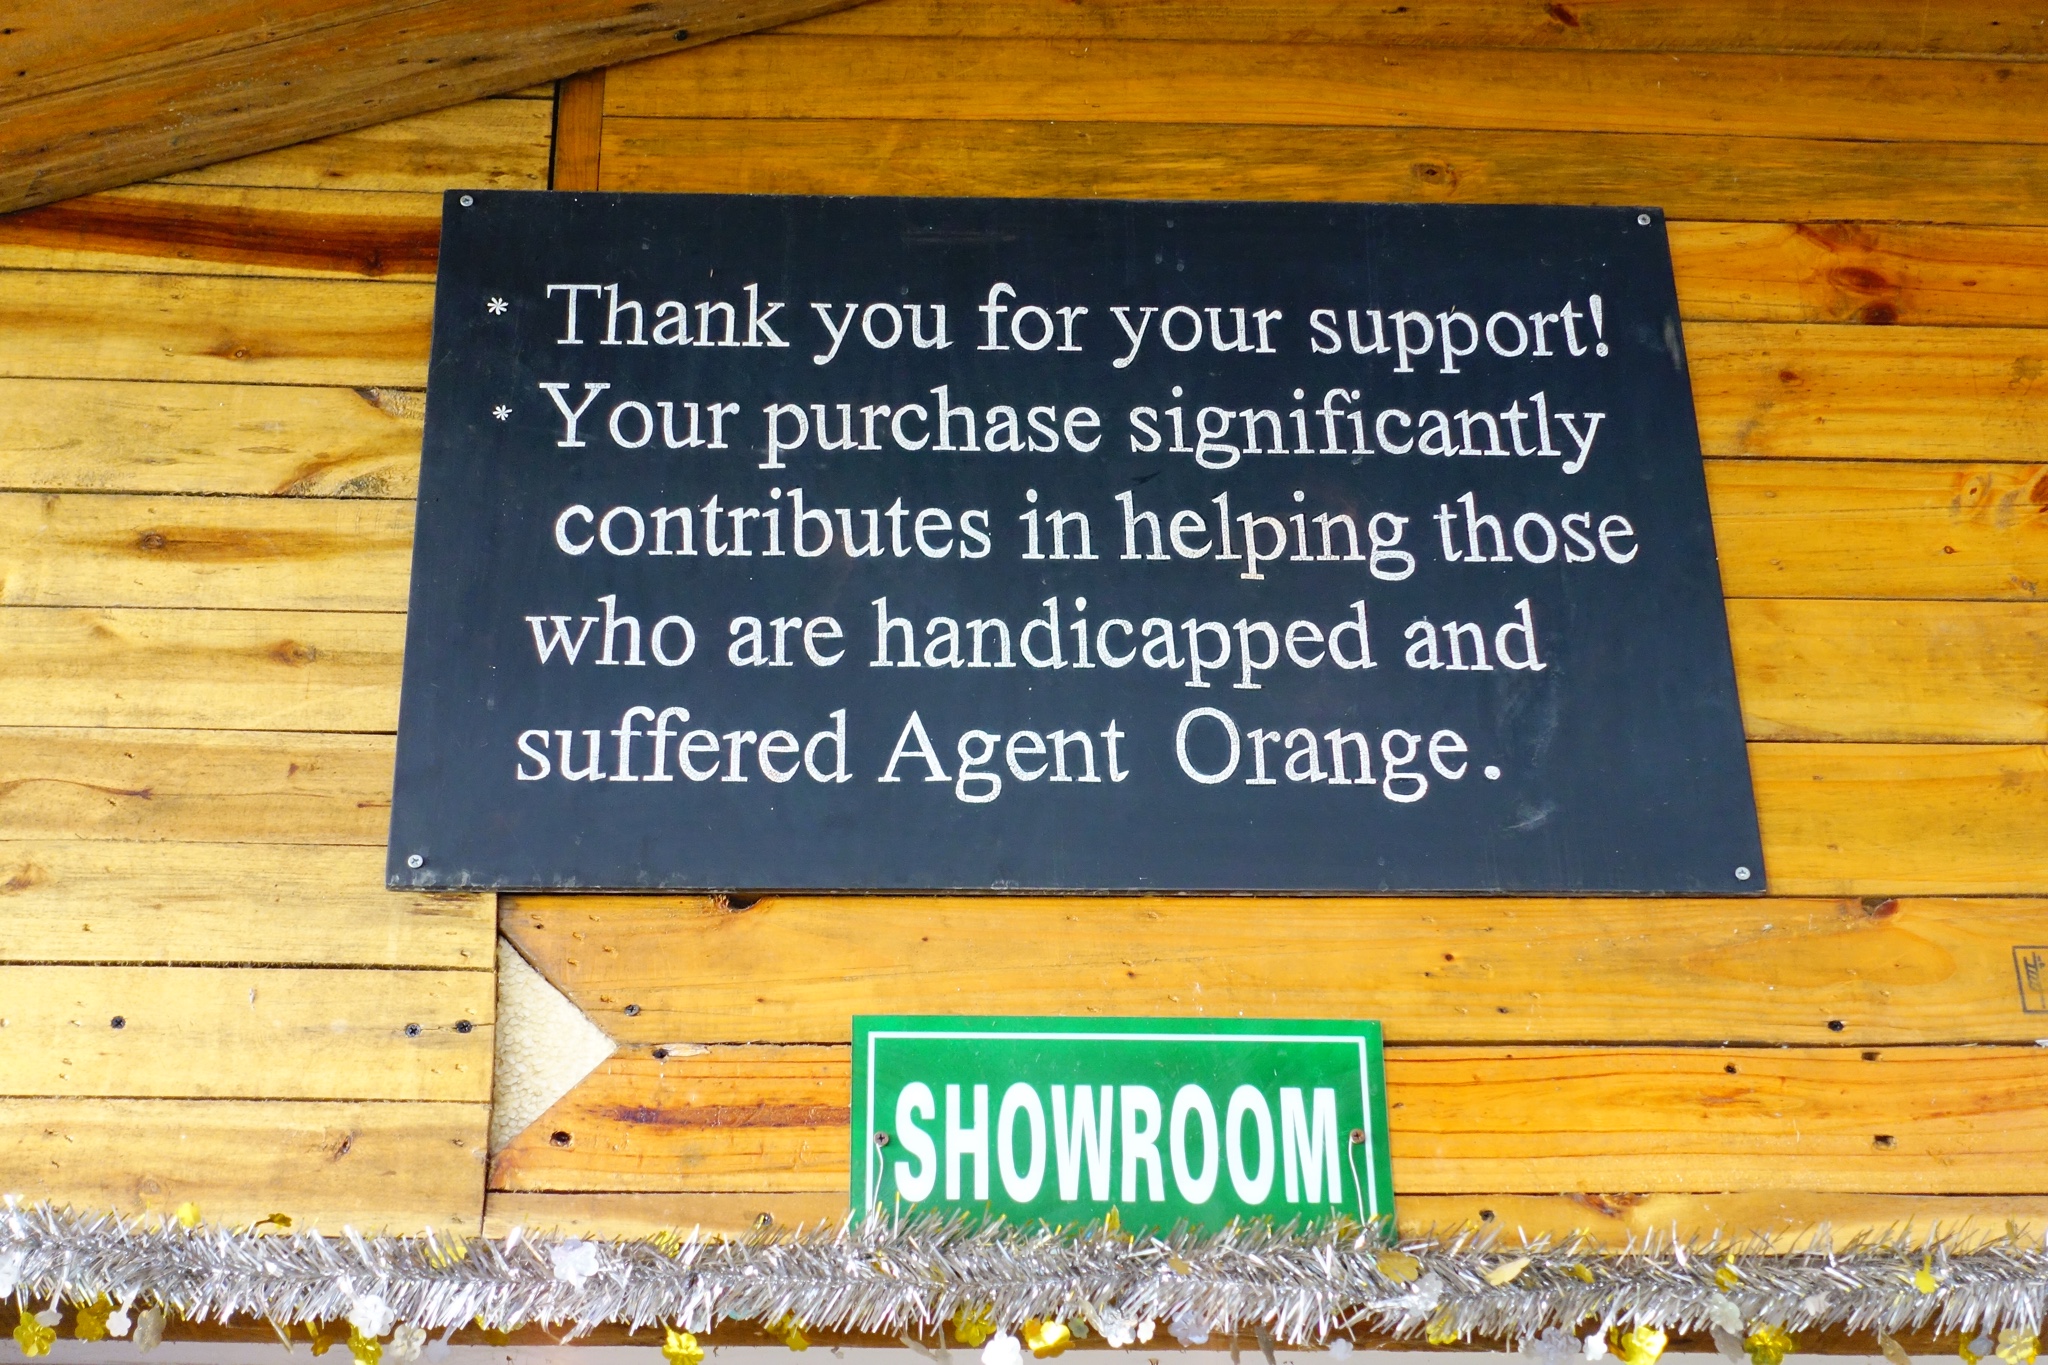 * Thank you for your support!
* Your purchase significantly
contributes in helping those
who are handicapped and
suffered Agent Orange.
SHOWROOM